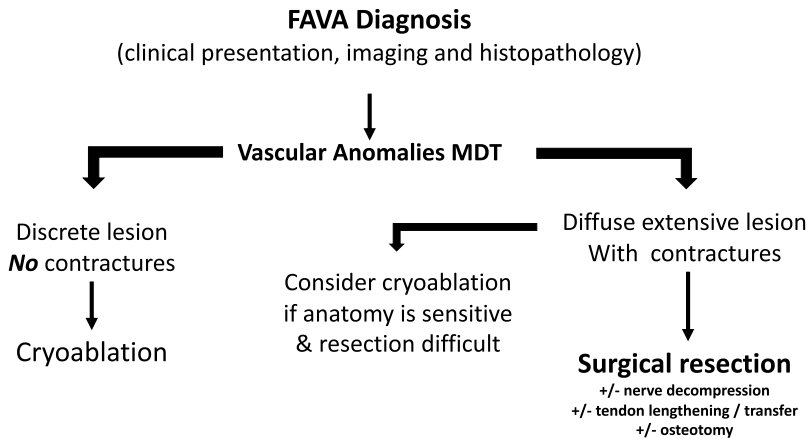 FAVA Diagnosis
(clinical presentation, imaging and histopathology)
Vascular Anomalies MDT
Discrete lesion
No contractures
Cryoablation
Consider cryoablation
if anatomy is sensitive
& resection difficult
Diffuse extensive lesion
With contractures
Surgical resection
+/- nerve decompression
+/- tendon lengthening / transfer
+/- osteotomy